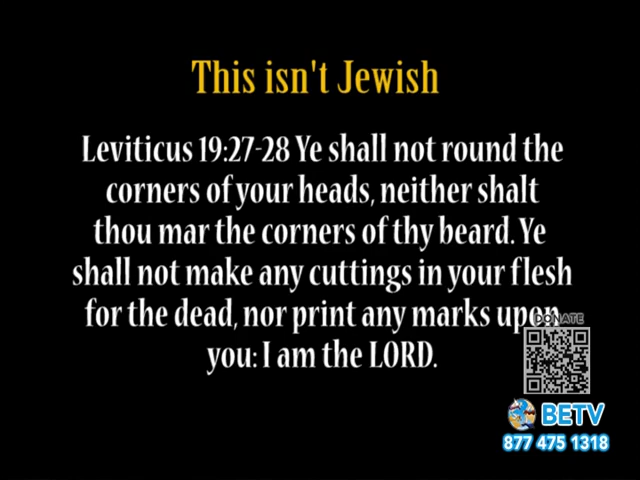 This isn't Jewish
Leviticus 19:27-28 Ye shall not round the
corners of your heads, neither shalt
thou mar the corners of thy beard. Ye
shall not make any cuttings in your flesh
for the dead, nor print any marks upon
you: I am the LORD.
DONATE
BETV
877 475 1318